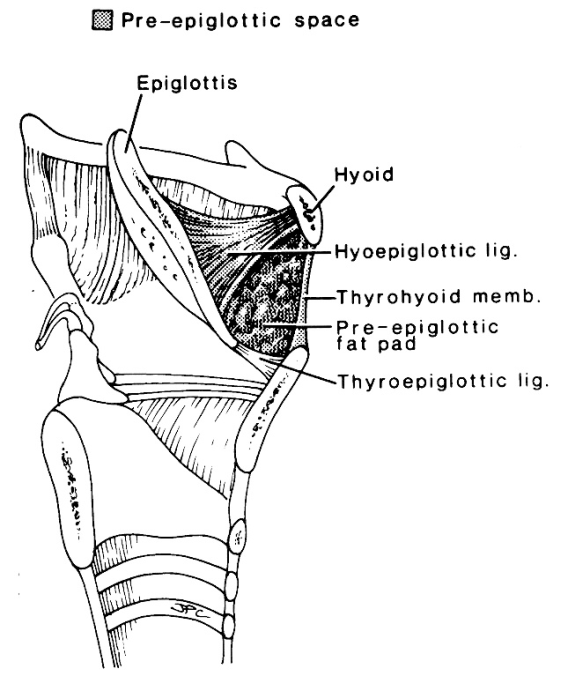 Pre-epiglottic space
Epiglottis
Hyoid
Hyoepiglottic lig.
Thyrohyoid memb.
Pre-epiglottic
fat pad
Thyroepiglottic lig.
JPC